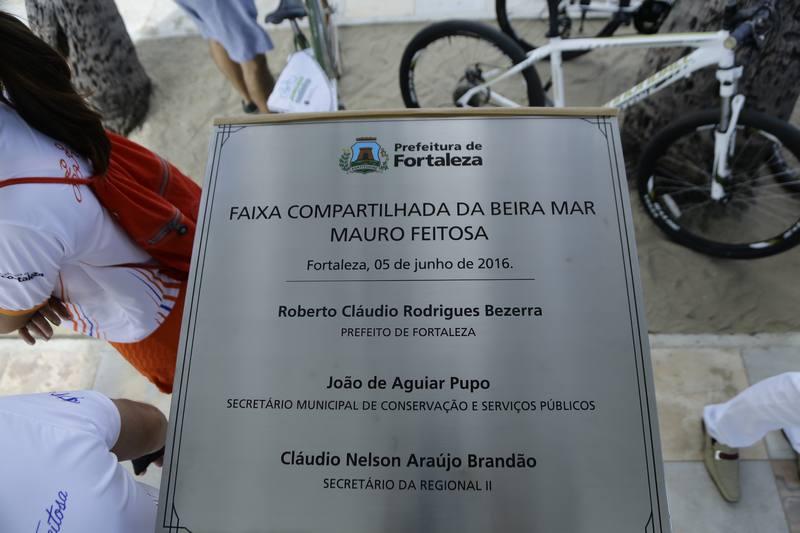 Prefeitura de
Fortaleza
FAIXA COMPARTILHADA DA BEIRA MAR
MAURO FEITOSA
Fortaleza, 05 de junho de 2016.
Roberto Cláudio Rodrigues Bezerra
PREFEITO DE FORTALEZA
João de Aguiar Pupo
SECRETÁRIO MUNICIPAL DE CONSERVAÇÃO E SERVIÇOS PÚBLICOS
Cláudio Nelson Araújo Brandão
SECRETÁRIO DA REGIONAL II